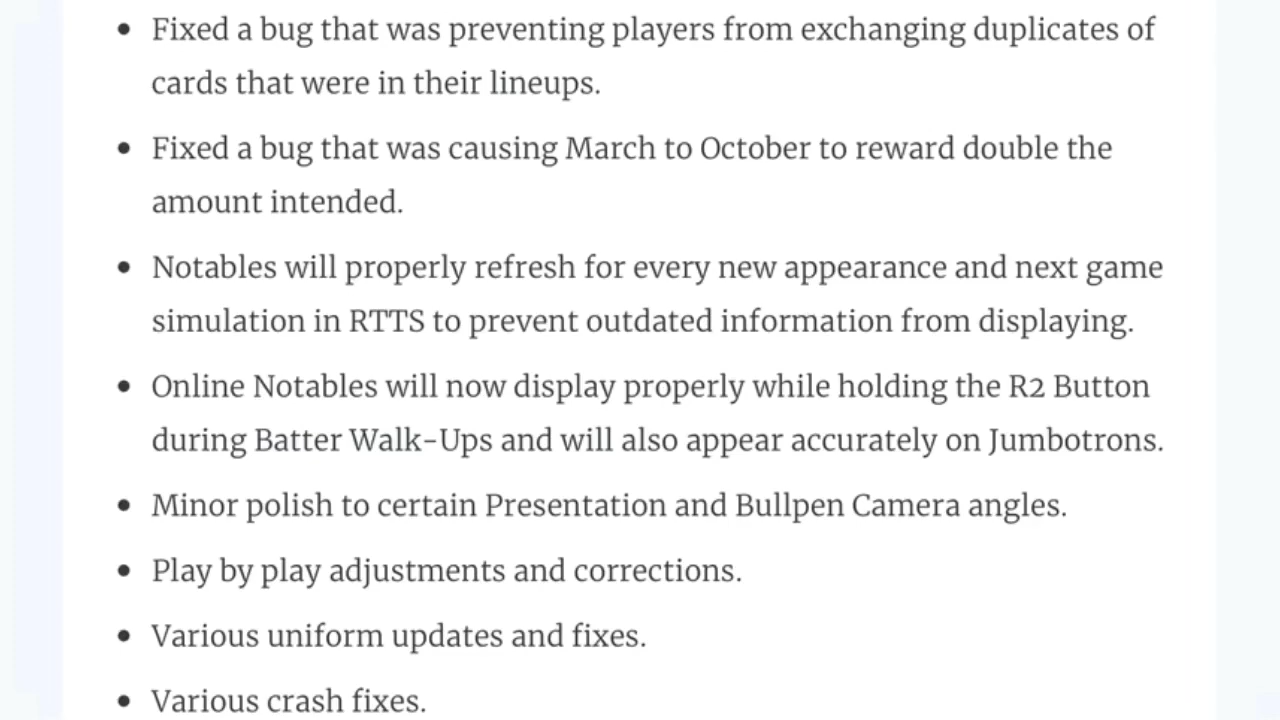 • Fixed a bug that was preventing players from exchanging duplicates of
cards that were in their lineups.
• Fixed a bug that was causing March to October to reward double the
amount intended.
• Notables will properly refresh for every new appearance and next game
simulation in RTTS to prevent outdated information from displaying.
• Online Notables will now display properly while holding the R2 Button
during Batter Walk-Ups and will also appear accurately on Jumbotrons.
• Minor polish to certain Presentation and Bullpen Camera angles.
• Play by play adjustments and corrections.
• Various uniform updates and fixes.
• Various crash fixes.